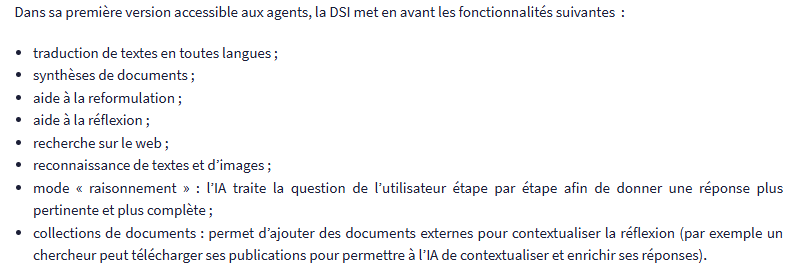 Dans sa première version accessible aux agents, la DSI met en avant les fonctionnalités suivantes :
• traduction de textes en toutes langues ;
• synthèses de documents ;
• aide à la reformulation ;
• aide à la réflexion ;
• recherche sur le web ;
• reconnaissance de textes et d’images ;
• mode « raisonnement » : l’IA traite la question de l’utilisateur étape par étape afin de donner une réponse plus
pertinente et plus complète ;
• collections de documents : permet d’ajouter des documents externes pour contextualiser la réflexion (par exemple un
chercheur peut télécharger ses publications pour permettre à l’IA de contextualiser et enrichir ses réponses).